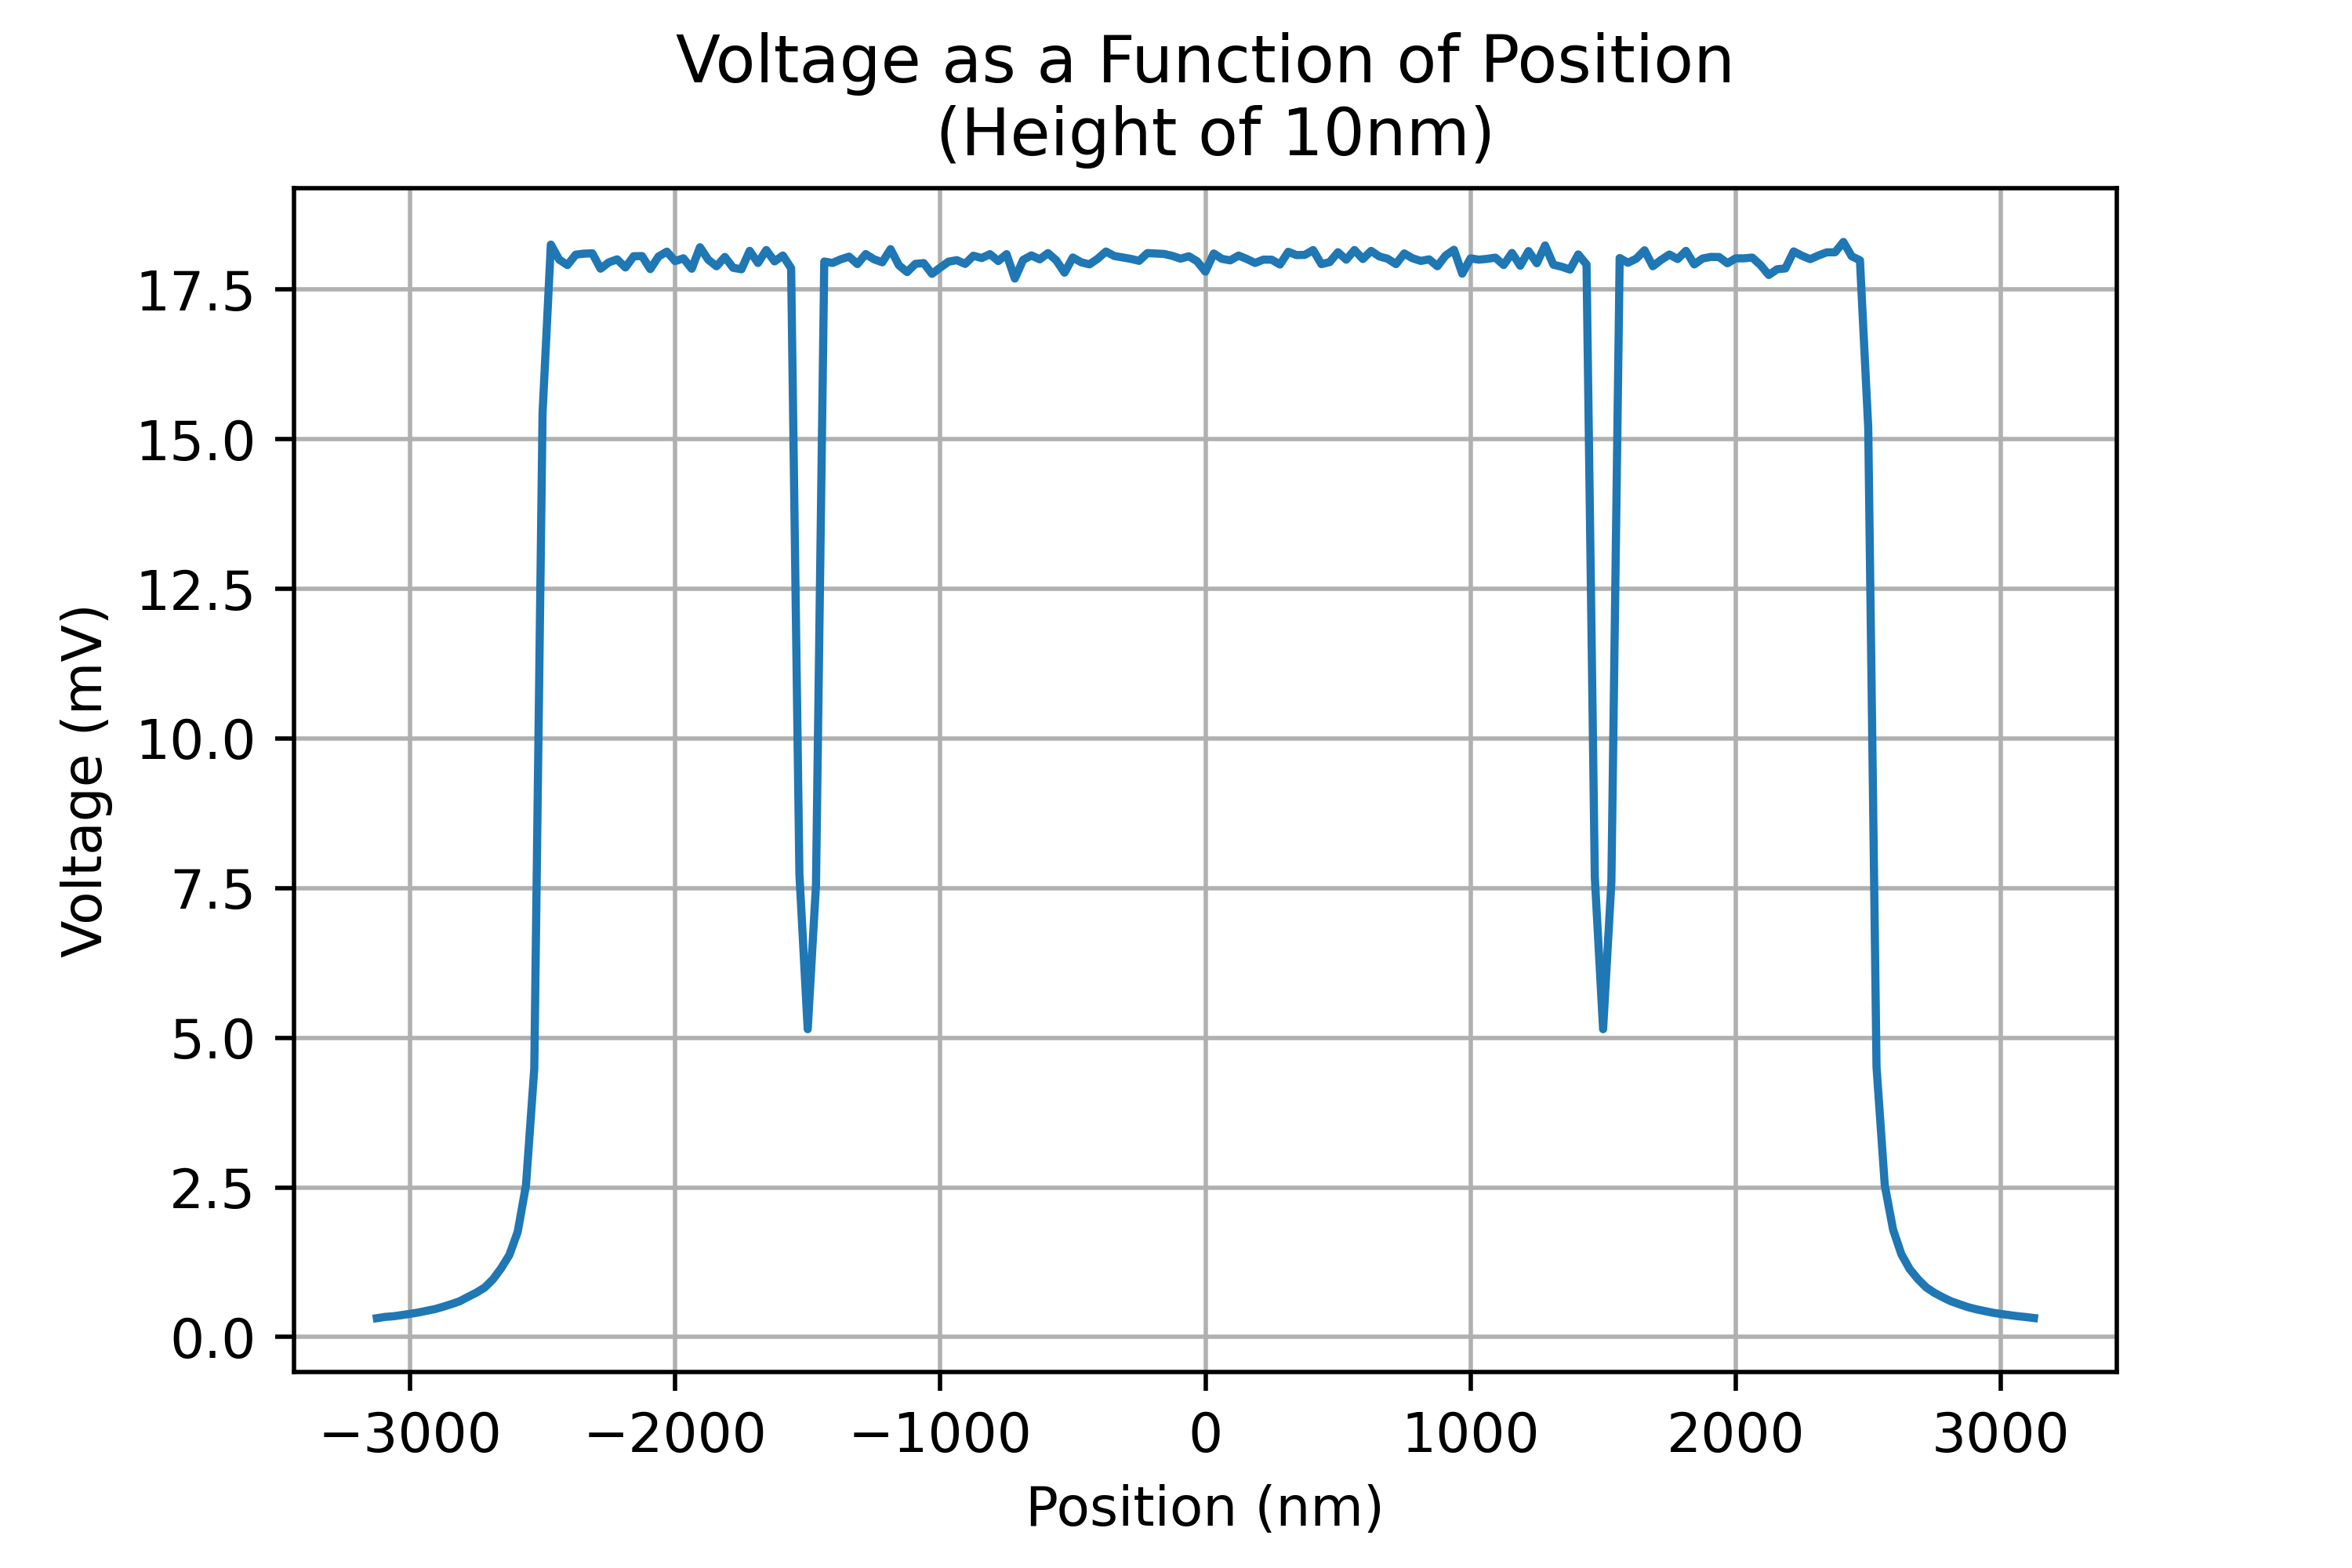 Voltage as a Function of Position
(Height of 10nm)
17.5
15.0
12.5
10.0
7.5
5.0
2.5
0.0
Voltage (mV)
−3000 −2000 −1000 0 1000 2000 3000
Position (nm)